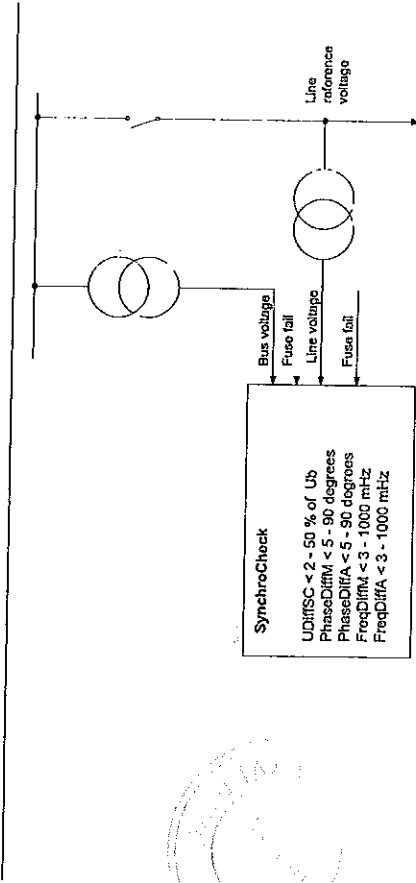 SynchroCheck
UDiffSC < 2 - 50 % of Ub
PhaseDiffM < 5 - 90 degrees
PhaseDiffA < 5 - 90 degrees
FreqDiffM < 3 - 1000 mHz
FreqDiffA < 3 - 1000 mHz
Bus voltage
Fuse fail
Line voltage
Fuse fail
Line
reference
voltage